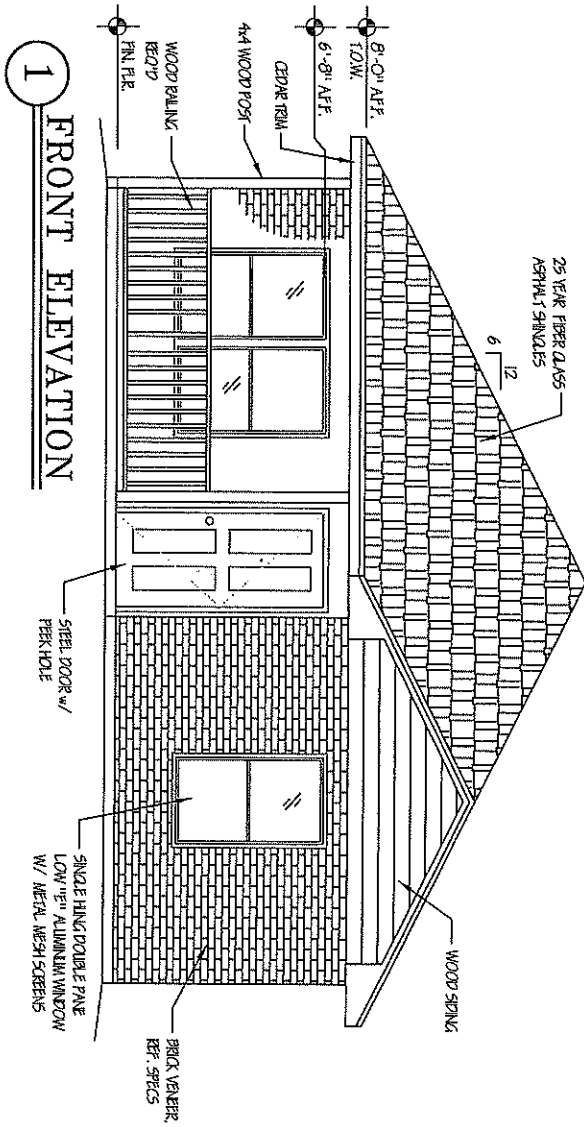 25 YEAR FIBER GLASS
ASPHALT SHINGLES
12
6
8'-0" A.F.F.
T.O.W.
CEDAR TRIM
6'-8" A.F.F.
4x4 WOOD POST
WOOD RAILING
REQ'D
FIN. FLR.
WOOD SIDING
BRICK VENEER,
REF. SPECS
STEEL DOOR w/
PEEK HOLE
SINGLE HUNG DOUBLE PANE
LOW "E" ALUMINUM WINDOW
W/ METAL MESH SCREENS
1 FRONT ELEVATION